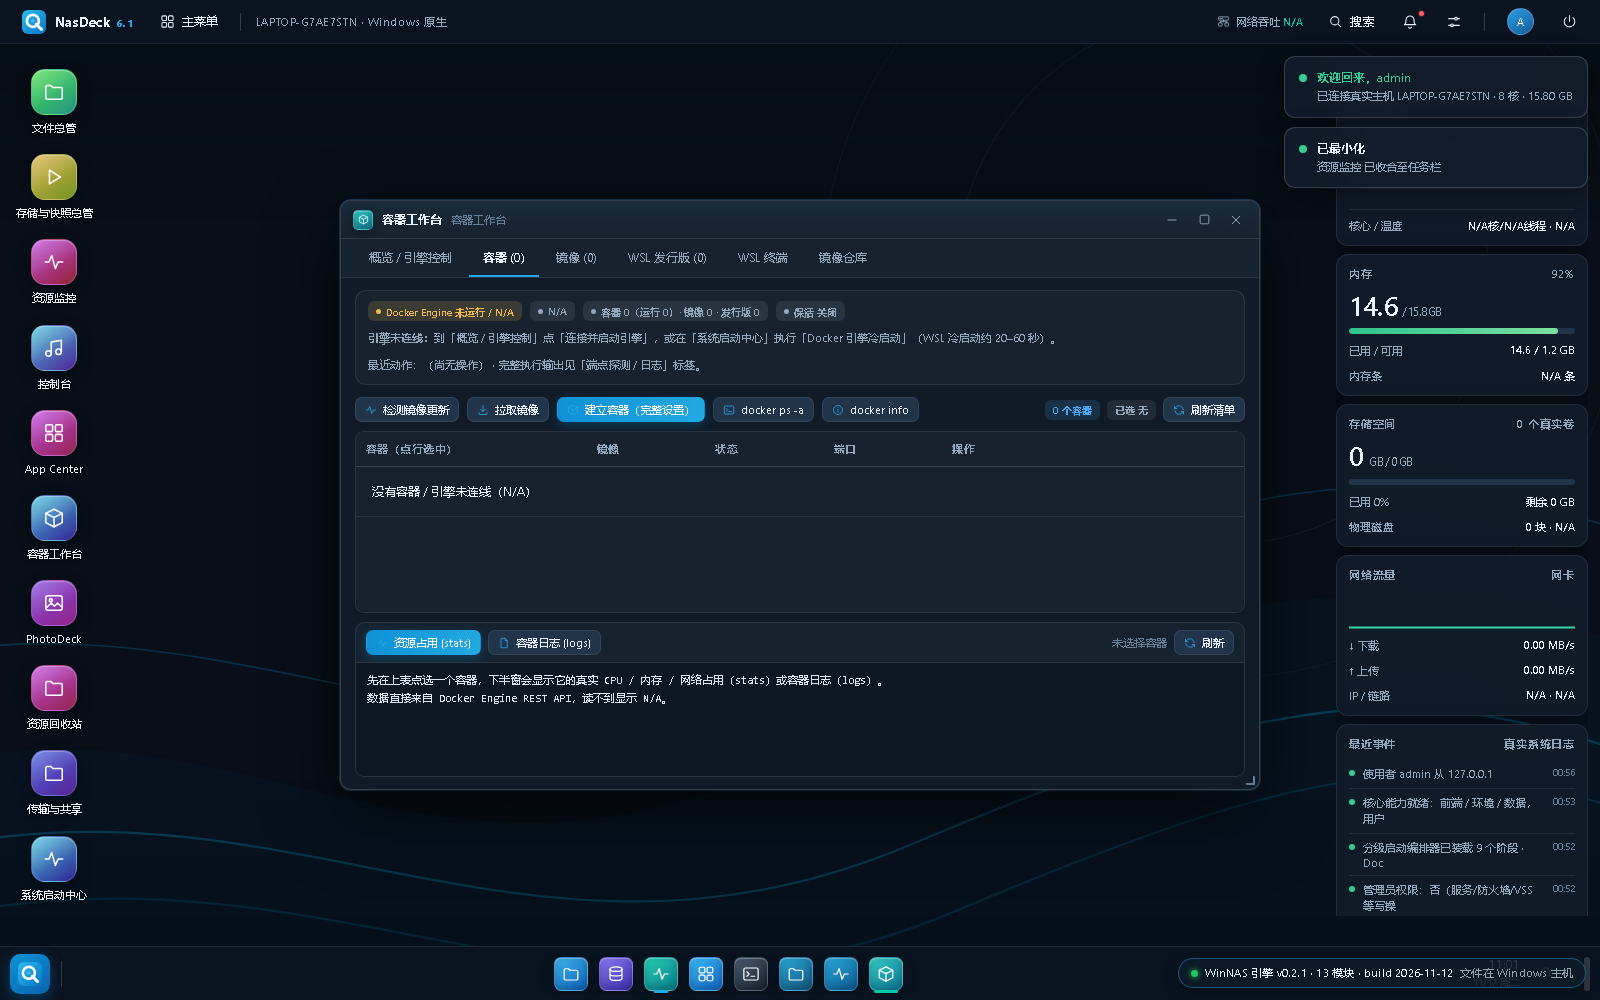 NasDeck 6.1 主菜单 LAPTOP-G7AE7STN · Windows 原生 网络吞吐 N/A 搜索 A
文件总管
存储与快照总管
资源监控
控制台
App Center
容器工作台
PhotoDeck
资源回收站
传输与共享
系统启动中心
容器工作台 容器工作台
概览 / 引擎控制 容器 (0) 镜像 (0) WSL 发行版 (0) WSL 终端 镜像仓库
Docker Engine 未运行 / N/A N/A 容器 0（运行 0）· 镜像 0 · 发行版 0 保活 关闭
引擎未连线：到「概览 / 引擎控制」点「连接并启动引擎」，或在「系统启动中心」执行「Docker 引擎冷启动」（WSL 冷启动约 20–60 秒）。
最近动作：（尚无操作）· 完整执行输出见「端点探测 / 日志」标签。
检测镜像更新 拉取镜像 建立容器（完整设置） docker ps -a docker info 0 个容器 已选 无 刷新清单
容器（点行选中） 镜像 状态 端口 操作
没有容器 / 引擎未连线（N/A）
资源占用 (stats) 容器日志 (logs) 未选择容器 刷新
先在上表点选一个容器，下半窗会显示它的真实 CPU / 内存 / 网络占用 (stats) 或容器日志 (logs) 。
数据直接来自 Docker Engine REST API，读不到显示 N/A。
欢迎回来，admin
已连接真实主机 LAPTOP-G7AE7STN · 8 核 · 15.80 GB
已最小化
资源监控 已收合至任务栏
核心 / 温度 N/A核/N/A线程 · N/A
内存 92%
14.6 / 15.8GB
已用 / 可用 14.6 / 1.2 GB
内存条 N/A 条
存储空间 0 个真实卷
0 GB / 0 GB
已用 0% 剩余 0 GB
物理磁盘 0 块 · N/A
网络流量 网卡
↓ 下载 0.00 MB/s
↑ 上传 0.00 MB/s
IP / 链路 N/A · N/A
最近事件 真实系统日志
使用者 admin 从 127.0.0.1 00:56
核心能力就绪：前端 / 环境 / 数据, 00:53
用户
分级启动编排器已装载 9 个阶段 · 00:52
Doc
管理员权限：否（服务/防火墙/VSS 00:52
等写操
WinNAS 引擎 v0.2.1 · 13 模块 · build 2026-11-12 文件在 Windows 主机